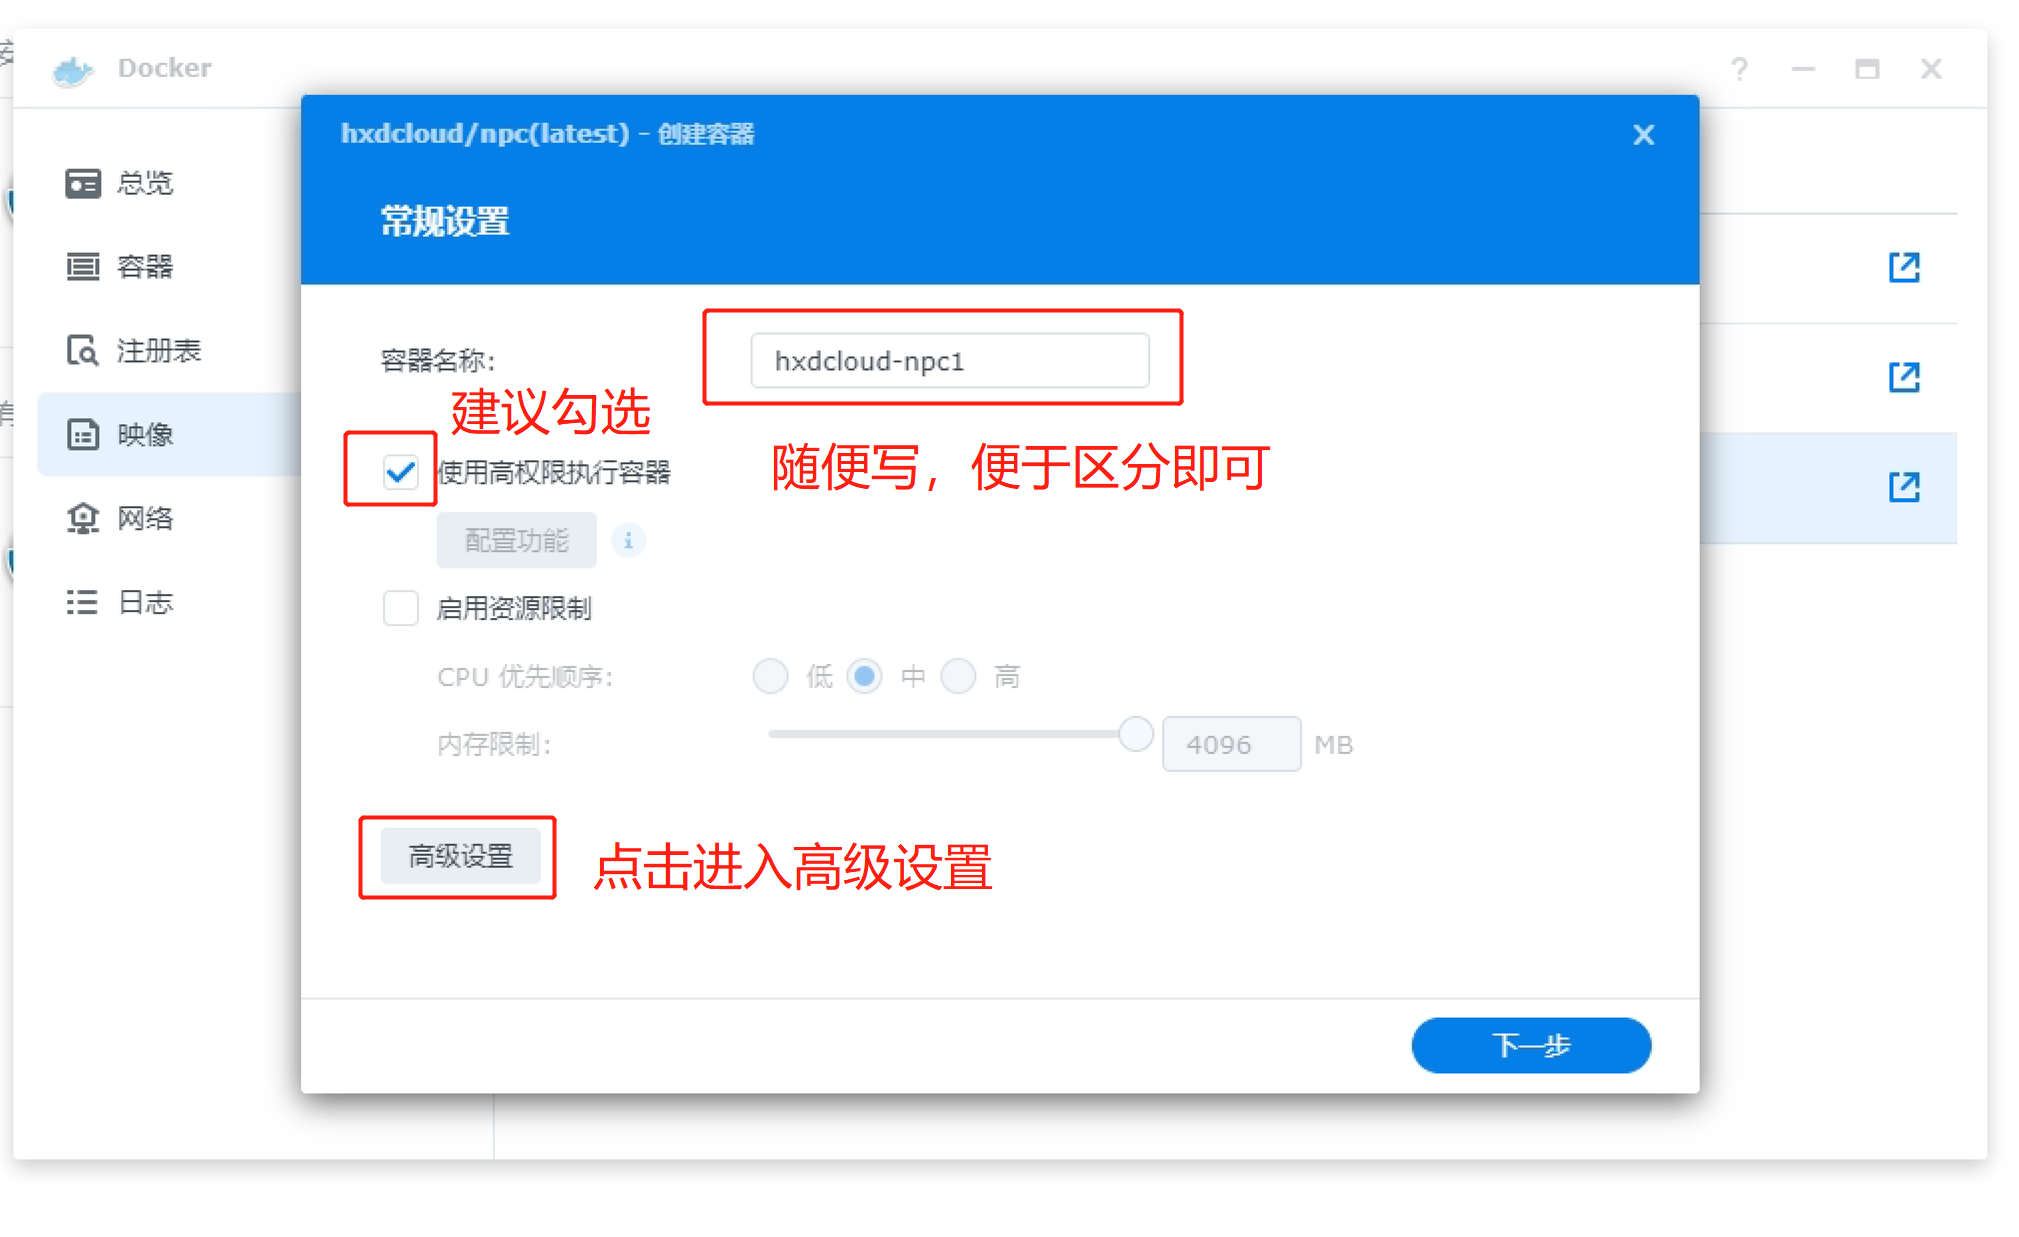 Docker
总览
容器
注册表
映像
网络
日志
hxdcloud/npc(latest) - 创建容器
常规设置
容器名称:
hxdcloud-npc1
建议勾选
随便写，便于区分即可
使用高权限执行容器
配置功能
启用资源限制
CPU 优先顺序:
低
中
高
内存限制:
4096
MB
高级设置
点击进入高级设置
下一步